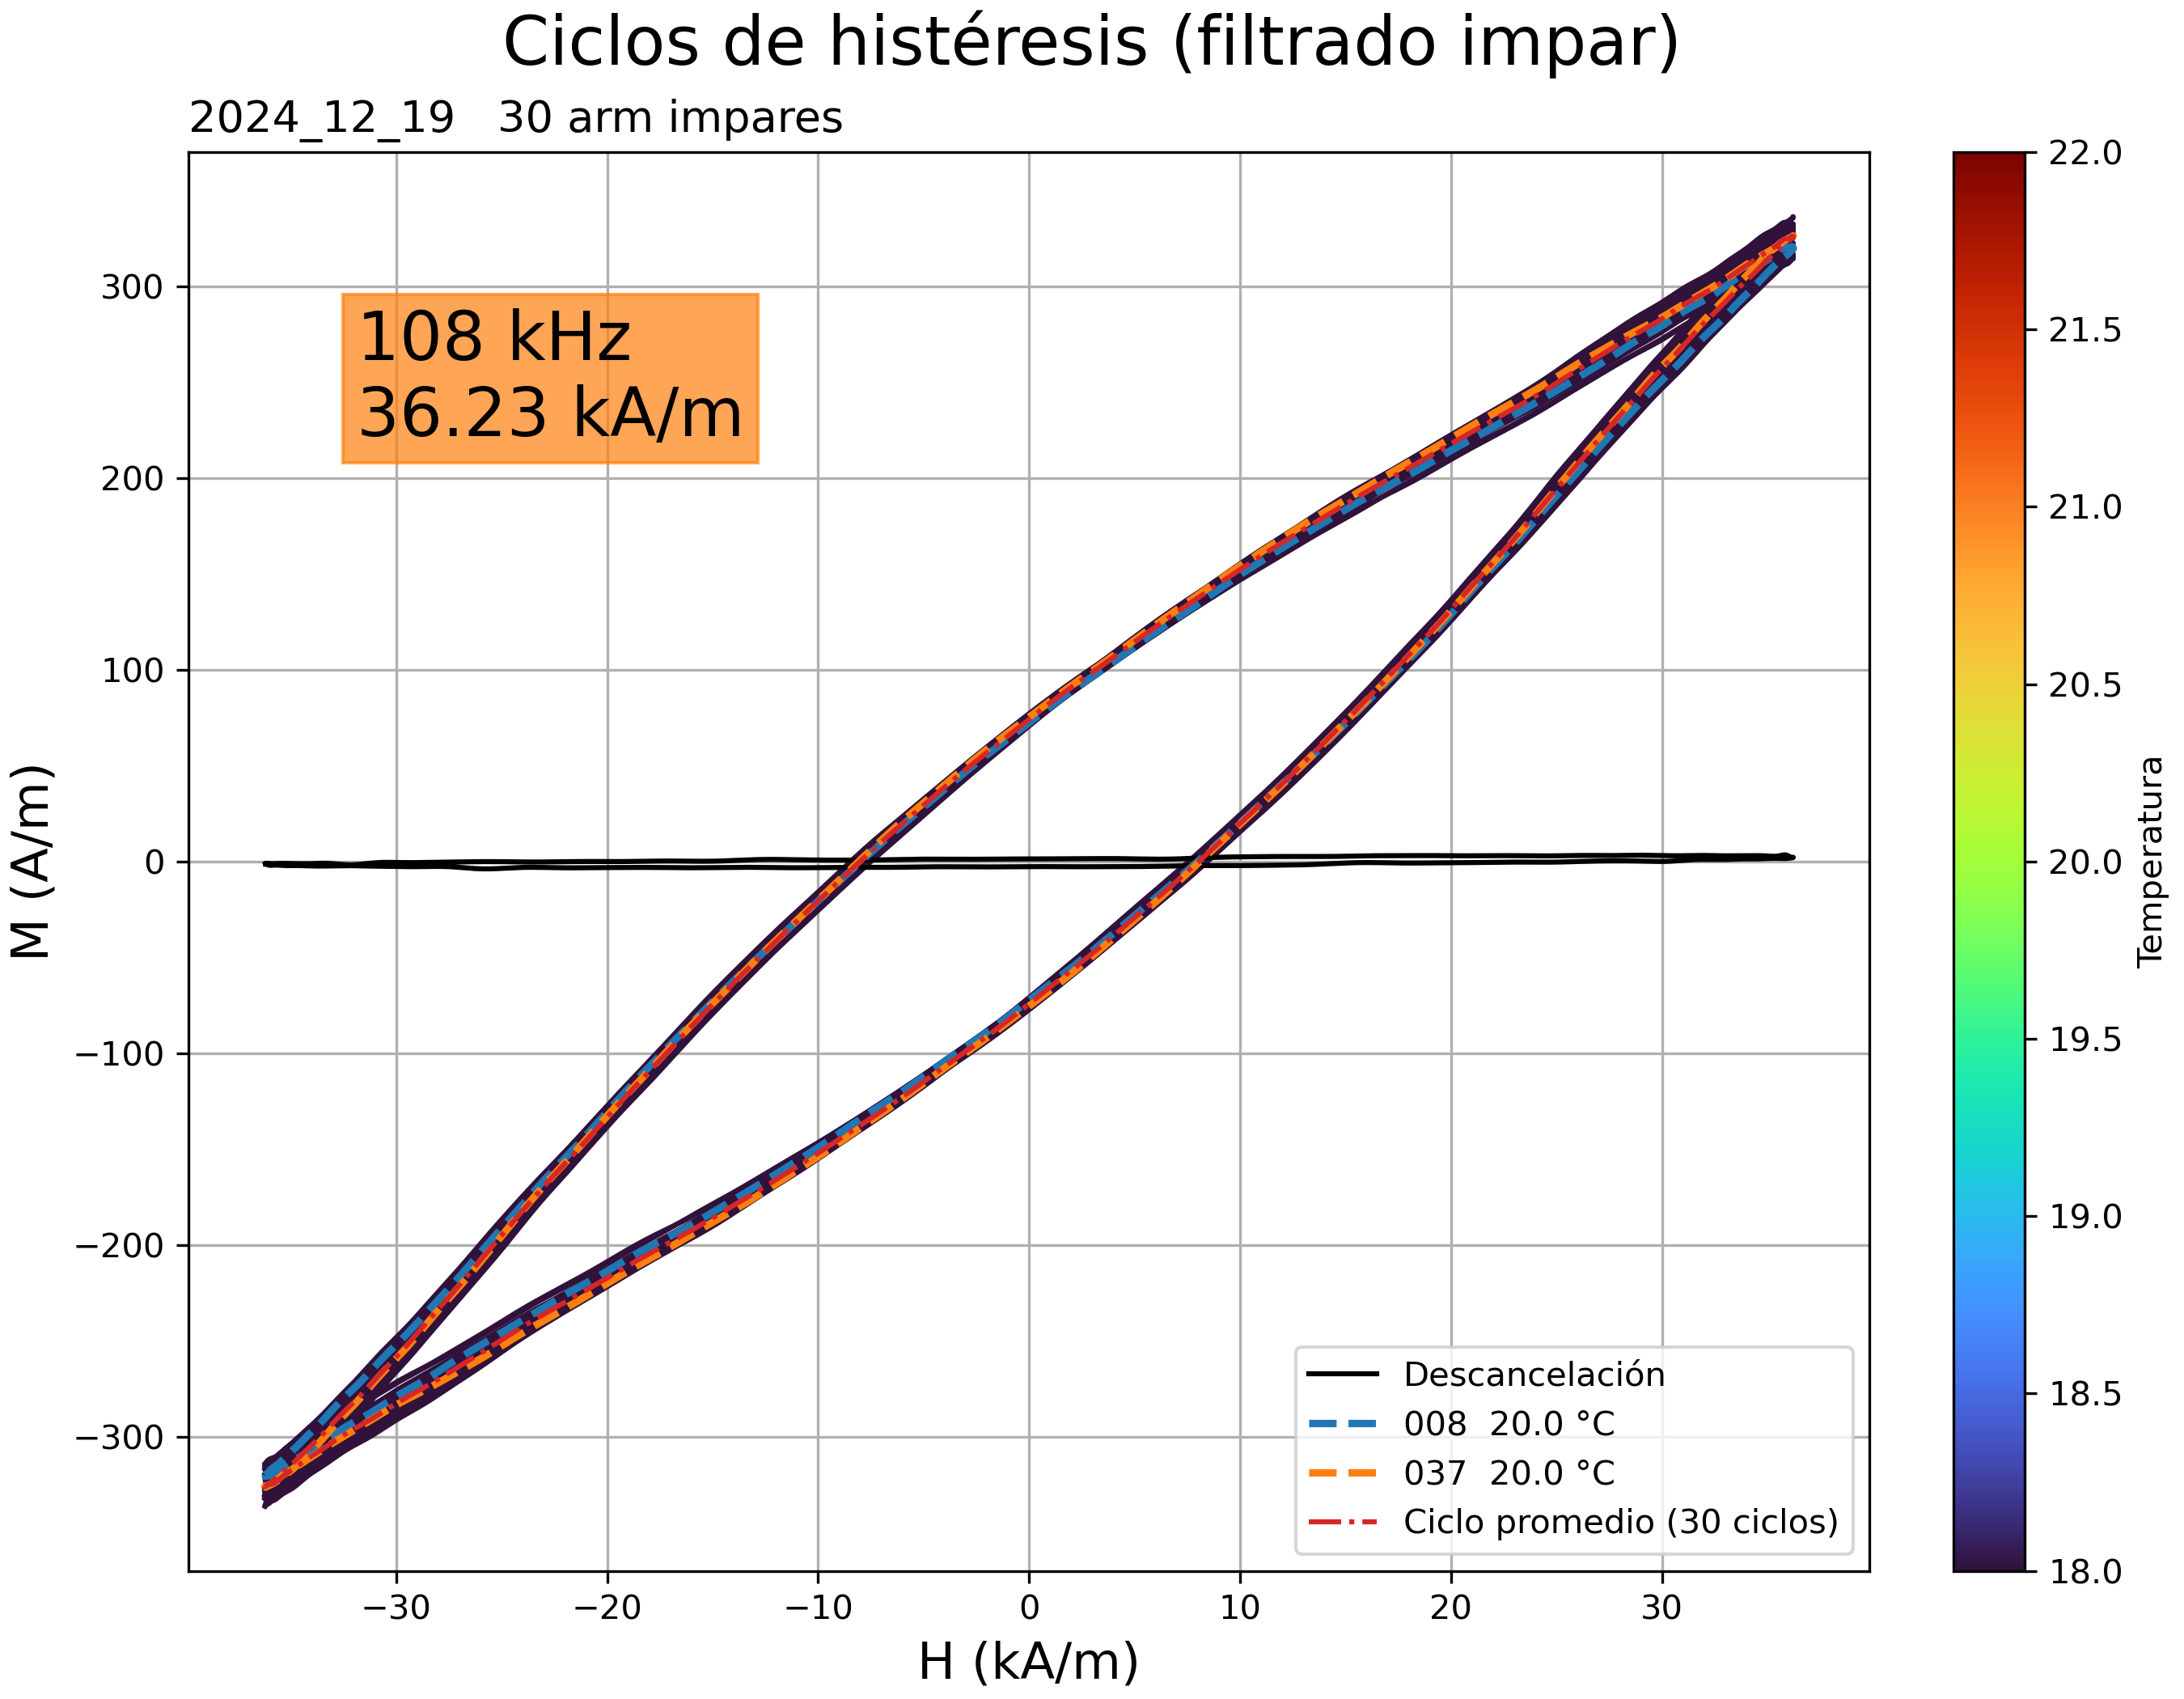 Ciclos de histéresis (filtrado impar)
2024_12_19   30 arm impares
108 kHz
36.23 kA/m
M (A/m)
300
200
100
0
−100
−200
−300
−30
−20
−10
0
10
20
30
H (kA/m)
Descancelación
008  20.0 °C
037  20.0 °C
Ciclo promedio (30 ciclos)
22.0
21.5
21.0
20.5
20.0
19.5
19.0
18.5
18.0
Temperatura